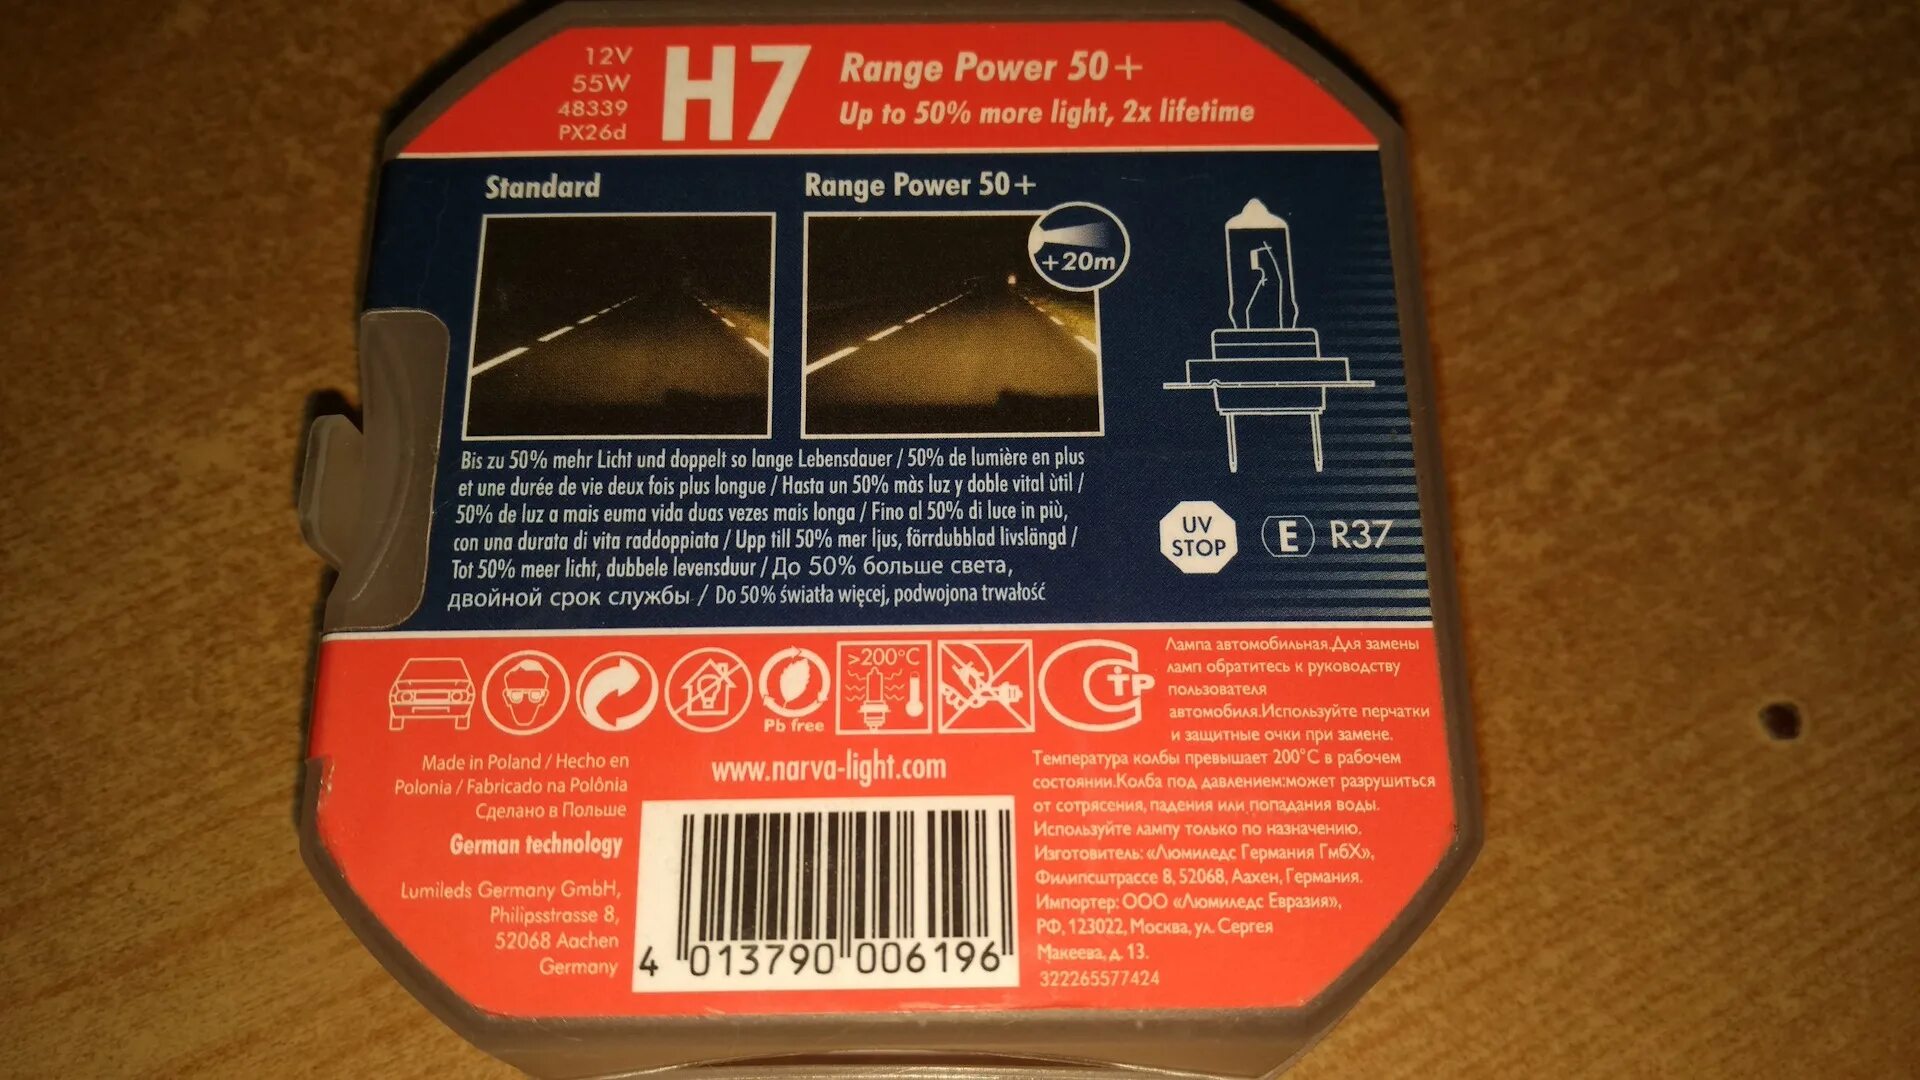 12V
55W
48339
PX26d
H7
Range Power 50+
Up to 50% more light, 2x lifetime
Standard
Range Power 50+
+20m
Bis zu 50% mehr Licht und doppelt so lange Lebensdauer / 50% de lumière en plus
et une durée de vie deux fois plus longue / Hasta un 50% màs luz y doble vital ùtil /
50% de luz a mais euma vida duas vezes mais longa / Fino al 50% di luce in più,
con una durata di vita raddoppiata / Upp till 50% mer ljus, förrdubblad livslängd /
Tot 50% meer licht, dubbele levensduur / До 50% больше света,
двойной срок службы / Do 50% światła więcej, podwojona trwałość
UV
STOP
E
R37
Pb free
>200°C
СТР
Лампа автомобильная.Для замены
ламп обратитесь к руководству
пользователя
автомобиля.Используйте перчатки
и защитные очки при замене.
Температура колбы превышает 200°С в рабочем
состоянии.Колба под давлением:может разрушиться
от сотрясения, падения или попадания воды.
Используйте лампу только по назначению.
Изготовитель: «Люмиледс Германия ГмбХ»,
Филипсштрассе 8, 52068, Аахен, Германия.
Импортер: ООО «Люмиледс Евразия»,
РФ, 123022, Москва, ул. Сергея
Макеева, д. 13.
322265577424
Made in Poland / Hecho en
Polonia / Fabricado na Polônia
Сделано в Польше
German technology
Lumileds Germany GmbH,
Philipsstrasse 8,
52068 Aachen
Germany
www.narva-light.com
4 013790 006196